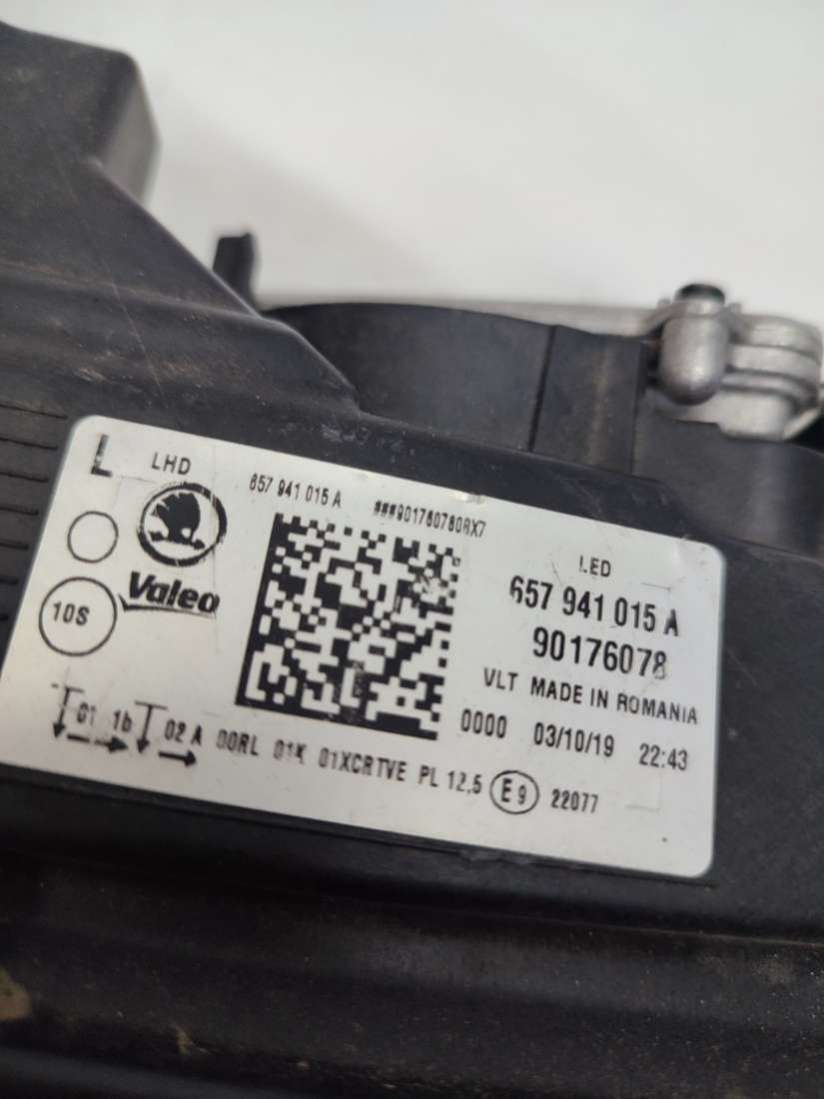 L LHD 657 941 015 A ###901760780RX7
Valeo
10S
LED
657 941 015 A
90176078
VLT MADE IN ROMANIA
0000 03/10/19 22:43
01 1b 02 A 00RL 01K 01XCRTVE PL 12,5 E9 22077